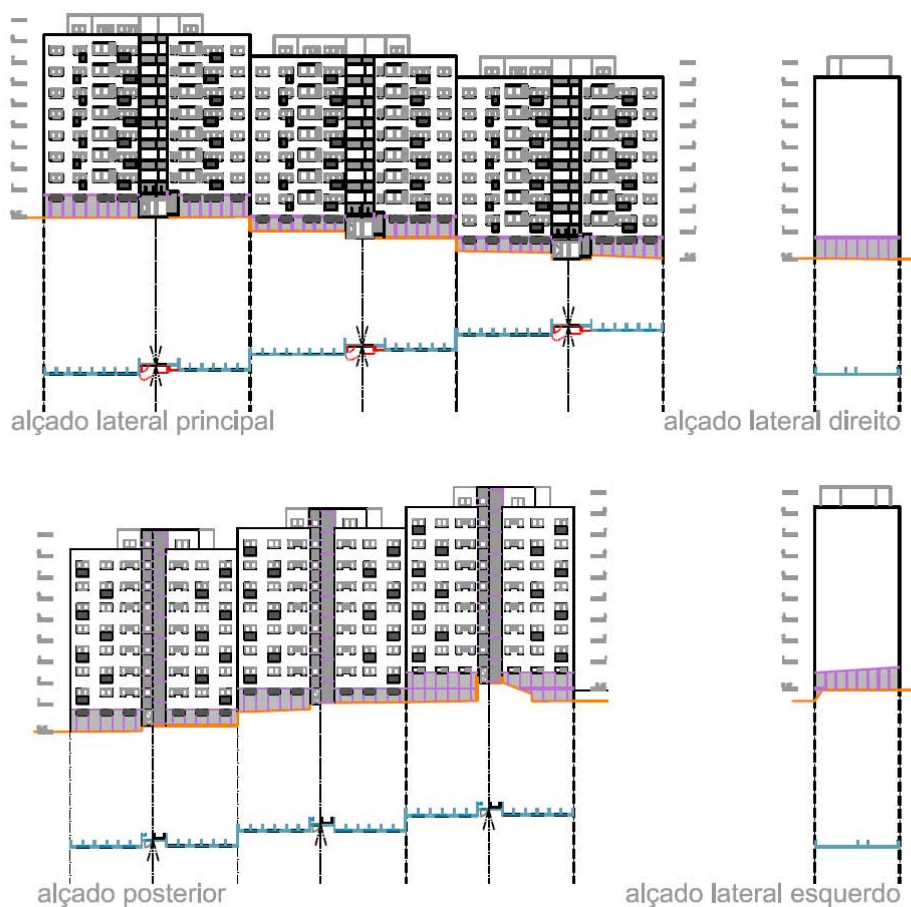 alçado lateral principal
alçado lateral direito
alçado posterior
alçado lateral esquerdo